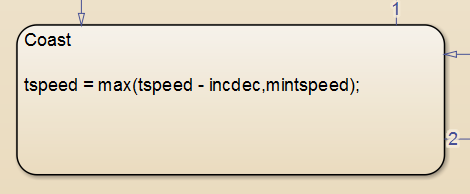 1
Coast
tspeed = max(tspeed - incdec,mintspeed);
2